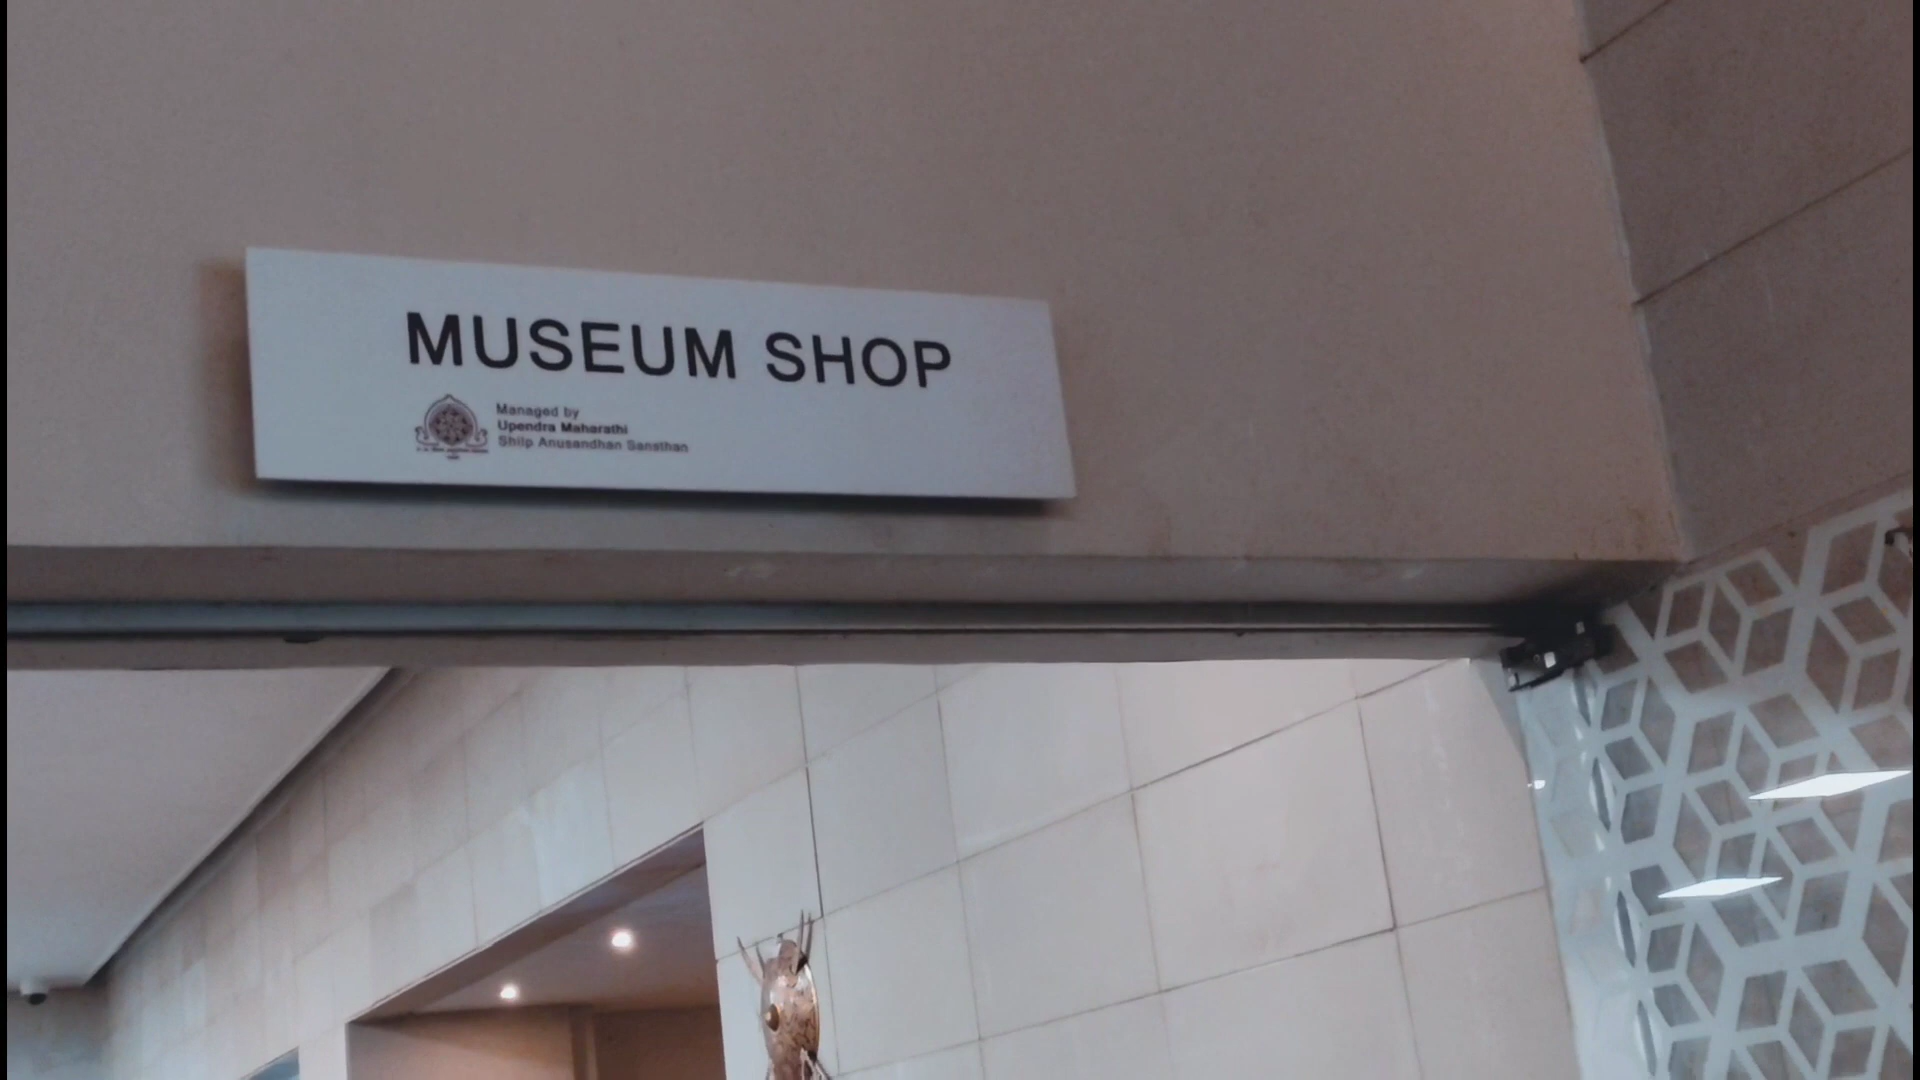 MUSEUM SHOP
Managed by
Upendra Maharathi
Shilp Anusandhan Sansthan